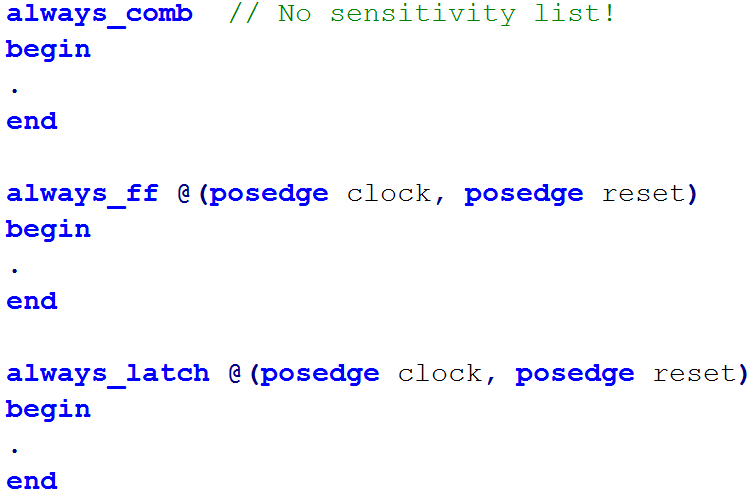 always_comb  // No sensitivity list!
begin
.
end

always_ff @(posedge clock, posedge reset)
begin
.
end

always_latch @(posedge clock, posedge reset)
begin
.
end